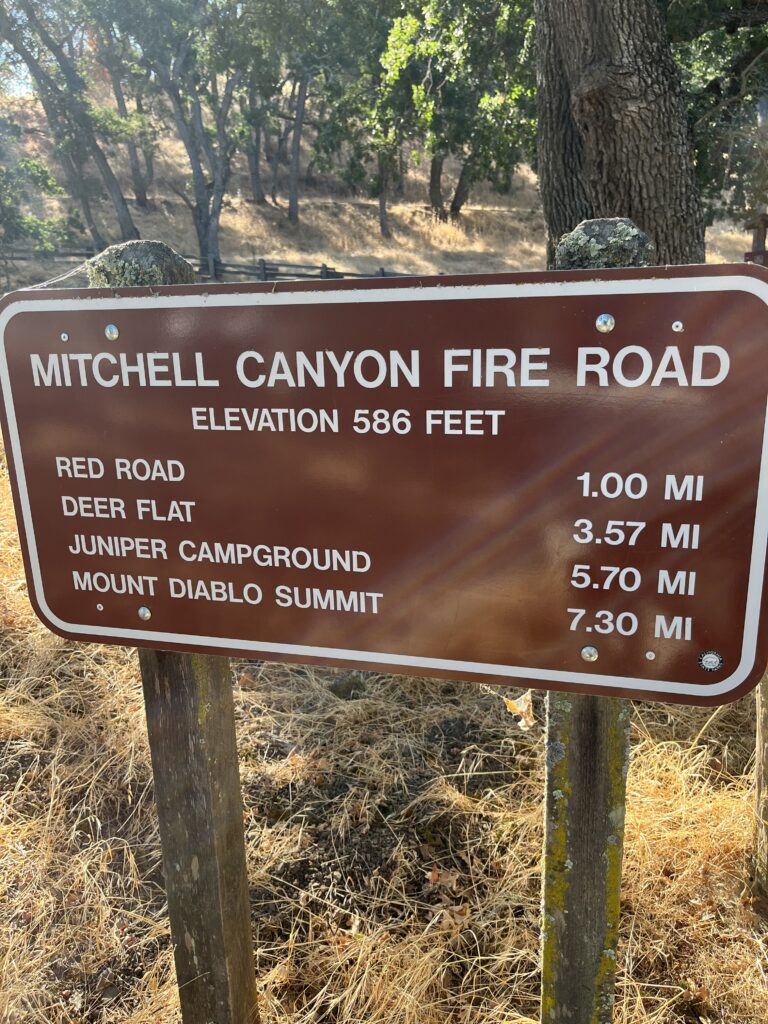 MITCHELL CANYON FIRE ROAD
ELEVATION 586 FEET
RED ROAD 1.00 MI
DEER FLAT 3.57 MI
JUNIPER CAMPGROUND 5.70 MI
MOUNT DIABLO SUMMIT 7.30 MI